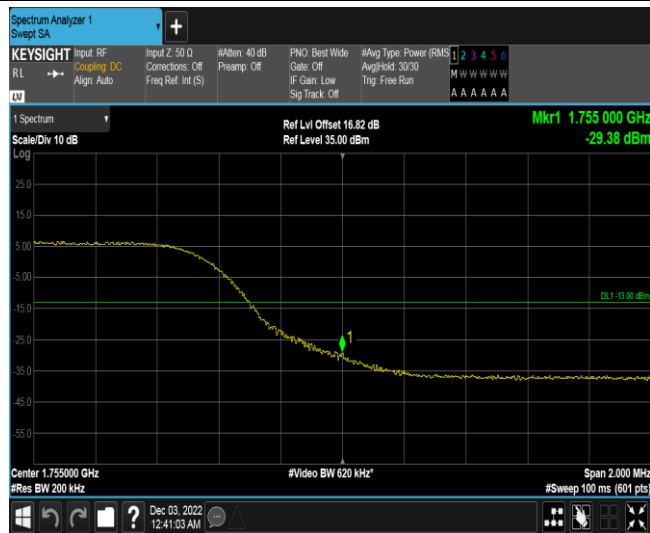 Spectrum Analyzer 1
Swept SA
+
KEYSIGHT
RL
LXI
Input: RF
Coupling: DC
Align: Auto
Input Z: 50 Ω
Corrections: Off
Freq Ref: Int (S)
#Atten: 40 dB
Preamp: Off
PNO: Best Wide
Gate: Off
IF Gain: Low
Sig Track: Off
#Avg Type: Power (RMS
Avg|Hold: 30/30
Trig: Free Run
1 2 3 4 5 6
M W W W W W
A A A A A A
1 Spectrum
Scale/Div 10 dB
Ref Lvl Offset 16.82 dB
Ref Level 35.00 dBm
Mkr1 1.755 000 GHz
-29.38 dBm
Log
25.0
15.0
5.00
-5.00
DL1 -13.00 dBm
-15.0
-25.0
1
-35.0
-45.0
-55.0
Center 1.755000 GHz
#Video BW 620 kHz*
Span 2.000 MHz
#Res BW 200 kHz
#Sweep 100 ms (601 pts)
?
Dec 03, 2022
12:41:03 AM